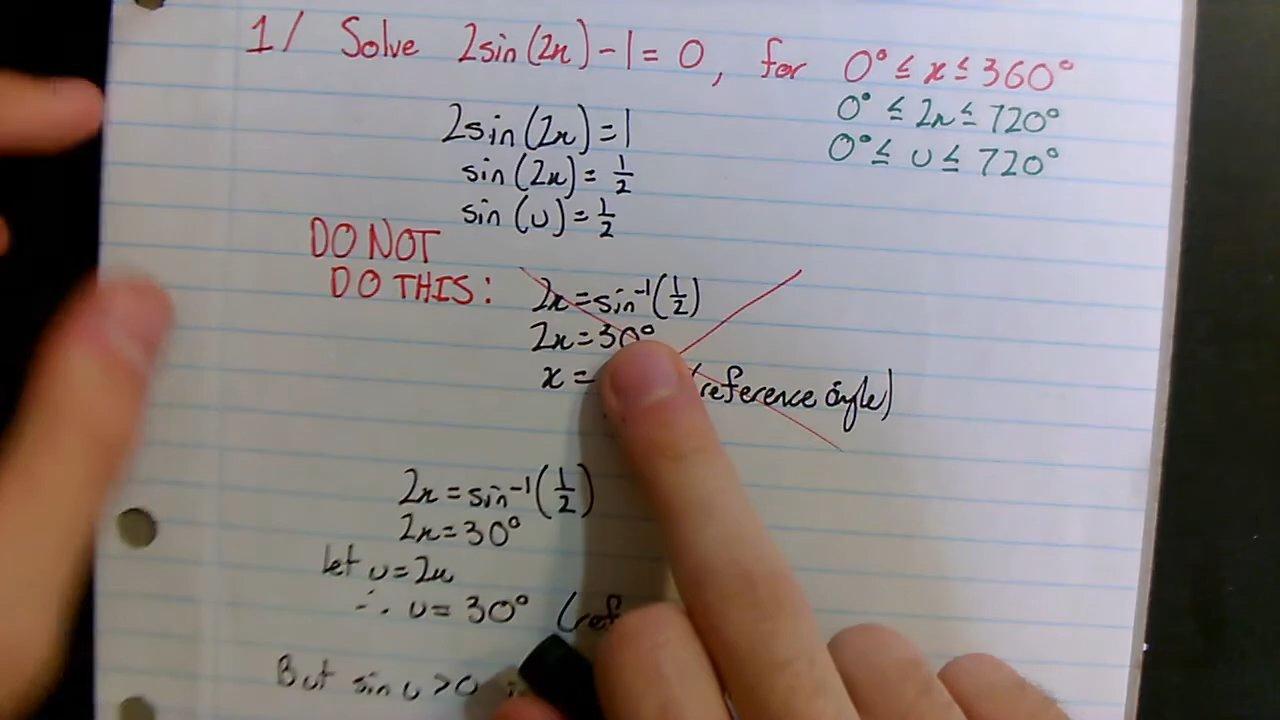 1/ Solve 2sin(2x)-1=0, for 0°≤x≤360°
0°≤2x≤720°
0°≤u≤720°
2sin(2x)=1
sin(2x)=1/2
sin(u)=1/2
DO NOT
DO THIS:
2x=sin⁻¹(1/2)
2x=30°
x= (reference angle)
2x=sin⁻¹(1/2)
2x=30°
let u=2x
∴ u=30° (ref
But sin u>0